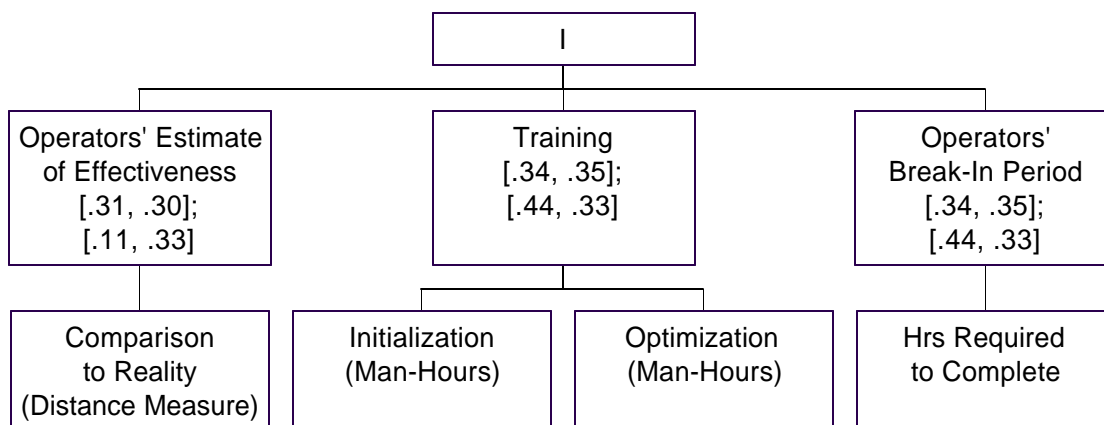 I
Operators' Estimate
of Effectiveness
[.31, .30];
[.11, .33]
Training
[.34, .35];
[.44, .33]
Operators'
Break-In Period
[.34, .35];
[.44, .33]
Comparison
to Reality
(Distance Measure)
Initialization
(Man-Hours)
Optimization
(Man-Hours)
Hrs Required
to Complete